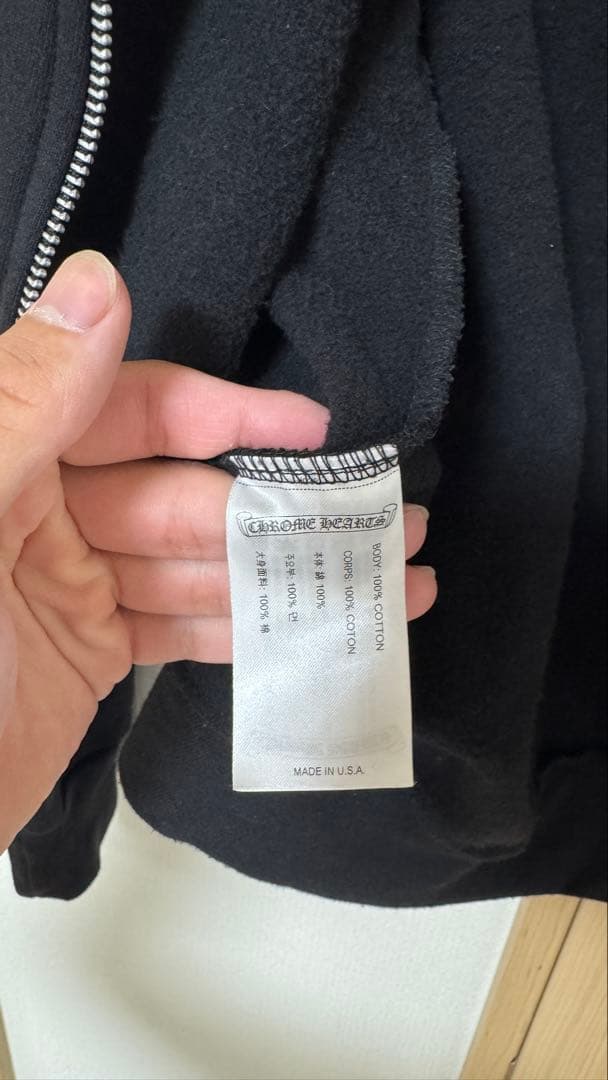 CHROME HEARTS
BODY: 100% COTTON
CORPS: 100% COTON
本体: 綿 100%
주요부: 100% 면
大身面料: 100% 棉
MADE IN U.S.A.